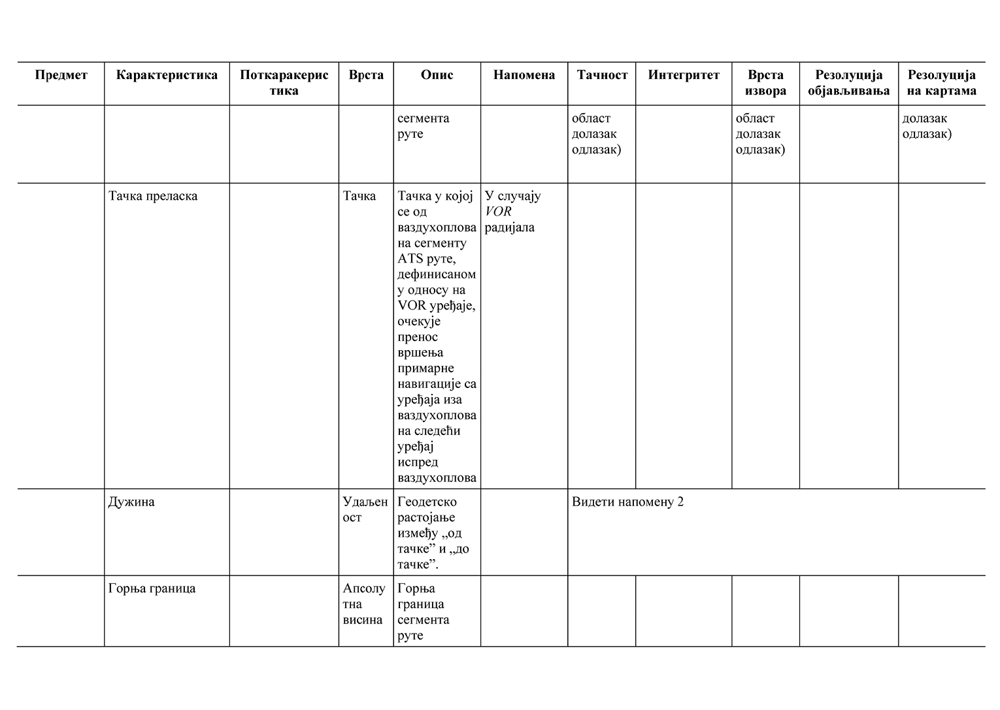 Предмет
Карактеристика
Поткаракерис
тика
Врста
Опис
Напомена
Тачност
Интегритет
Врста
извора
Резолуција
објављивања
Резолуција
на картама
сегмента
руте
област
долазак
одлазак)
област
долазак
одлазак)
долазак
одлазак)
Тачка преласка
Тачка
Тачка у којој
се од
ваздухоплова
на сегменту
ATS руте,
дефинисаном
у односу на
VOR уређаје,
очекује
пренос
вршења
примарне
навигације са
уређаја иза
ваздухоплова
на следећи
уређај
испред
ваздухоплова
У случају
VOR
радијала
Дужина
Удаљен
ост
Геодетско
растојање
између „од
тачке” и „до
тачке”.
Видети напомену 2
Горња граница
Апсолу
тна
висина
Горња
граница
сегмента
руте